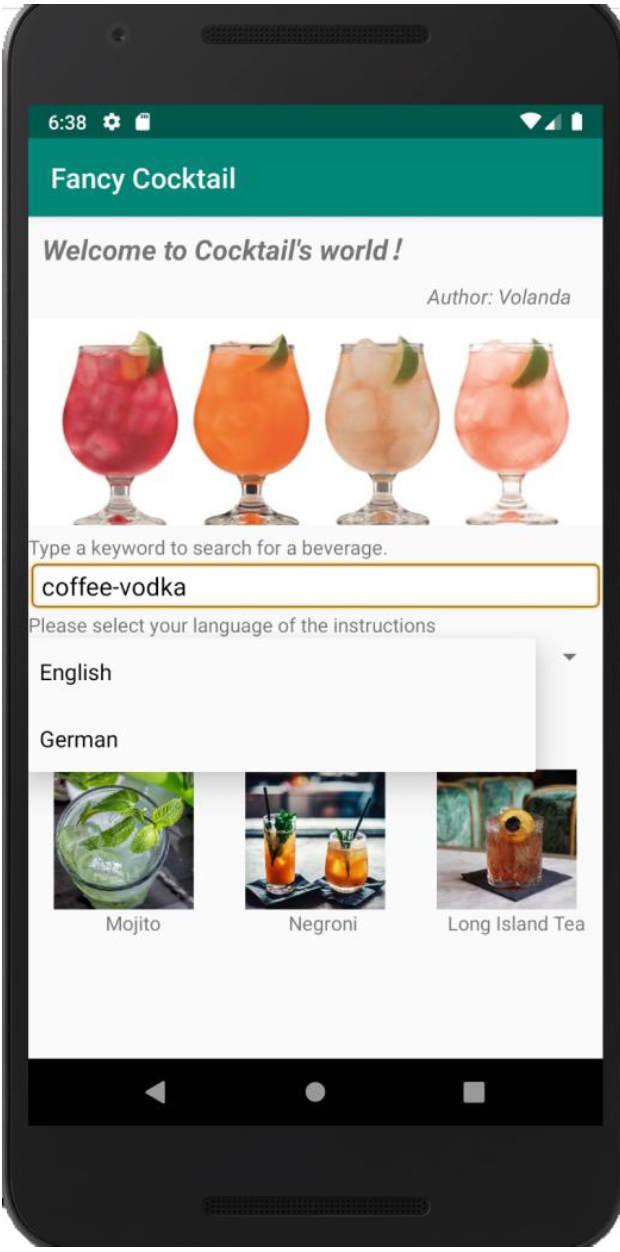 6:38
Fancy Cocktail
Welcome to Cocktail's world!
Author: Volanda
Type a keyword to search for a beverage.
coffee-vodka
Please select your language of the instructions
English
German
Mojito Negroni Long Island Tea